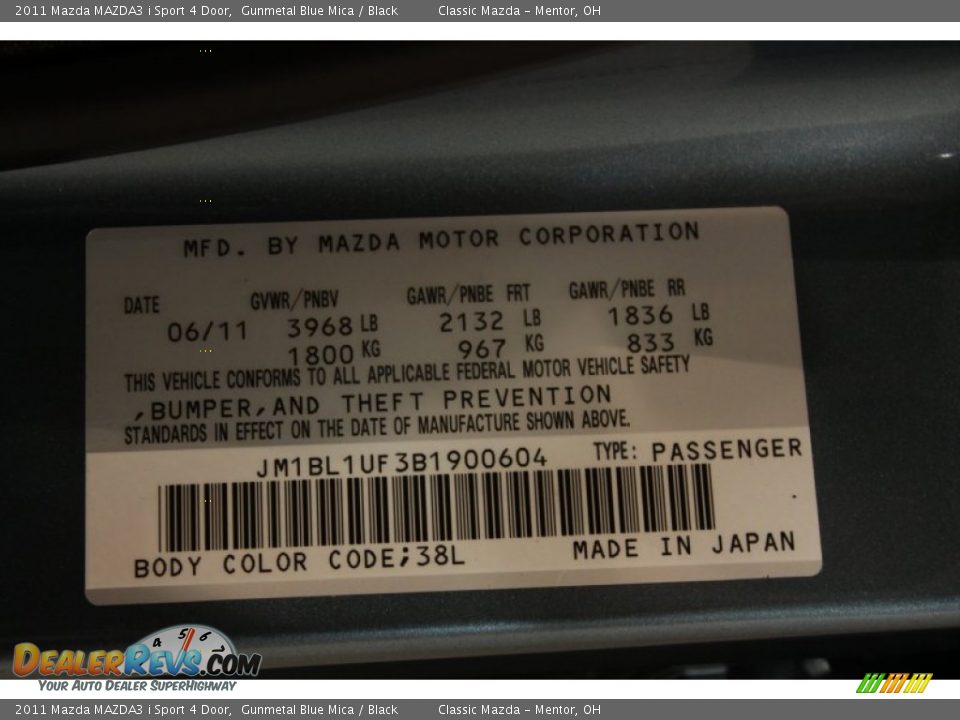 2011 Mazda MAZDA3 i Sport 4 Door, Gunmetal Blue Mica / Black Classic Mazda – Mentor, OH
MFD. BY MAZDA MOTOR CORPORATION
DATE GVWR/PNBV GAWR/PNBE FRT GAWR/PNBE RR
06/11 3968 LB 2132 LB 1836 LB
1800 KG 967 KG 833 KG
THIS VEHICLE CONFORMS TO ALL APPLICABLE FEDERAL MOTOR VEHICLE SAFETY
,BUMPER,AND THEFT PREVENTION
STANDARDS IN EFFECT ON THE DATE OF MANUFACTURE SHOWN ABOVE.
JM1BL1UF3B1900604 TYPE: PASSENGER
BODY COLOR CODE;38L MADE IN JAPAN
4 5 6
DEALERREVS.COM
YOUR AUTO DEALER SUPERHIGHWAY
2011 Mazda MAZDA3 i Sport 4 Door, Gunmetal Blue Mica / Black Classic Mazda – Mentor, OH